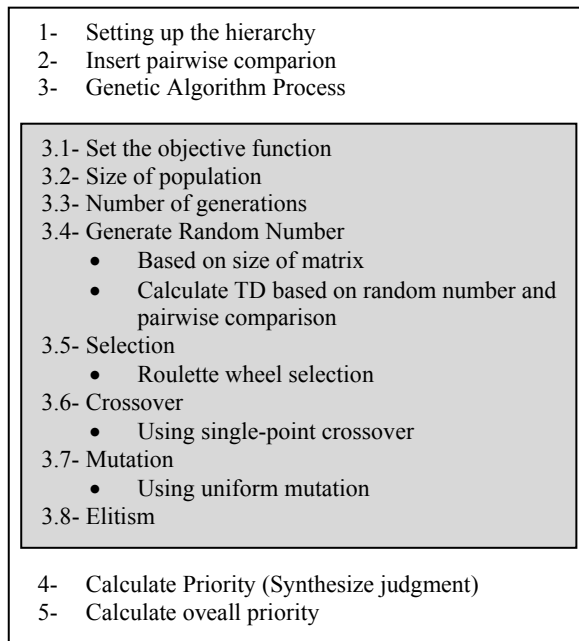 1- Setting up the hierarchy
2- Insert pairwise comparion
3- Genetic Algorithm Process
3.1- Set the objective function
3.2- Size of population
3.3- Number of generations
3.4- Generate Random Number
• Based on size of matrix
• Calculate TD based on random number and
pairwise comparison
3.5- Selection
• Roulette wheel selection
3.6- Crossover
• Using single-point crossover
3.7- Mutation
• Using uniform mutation
3.8- Elitism
4- Calculate Priority (Synthesize judgment)
5- Calculate oveall priority